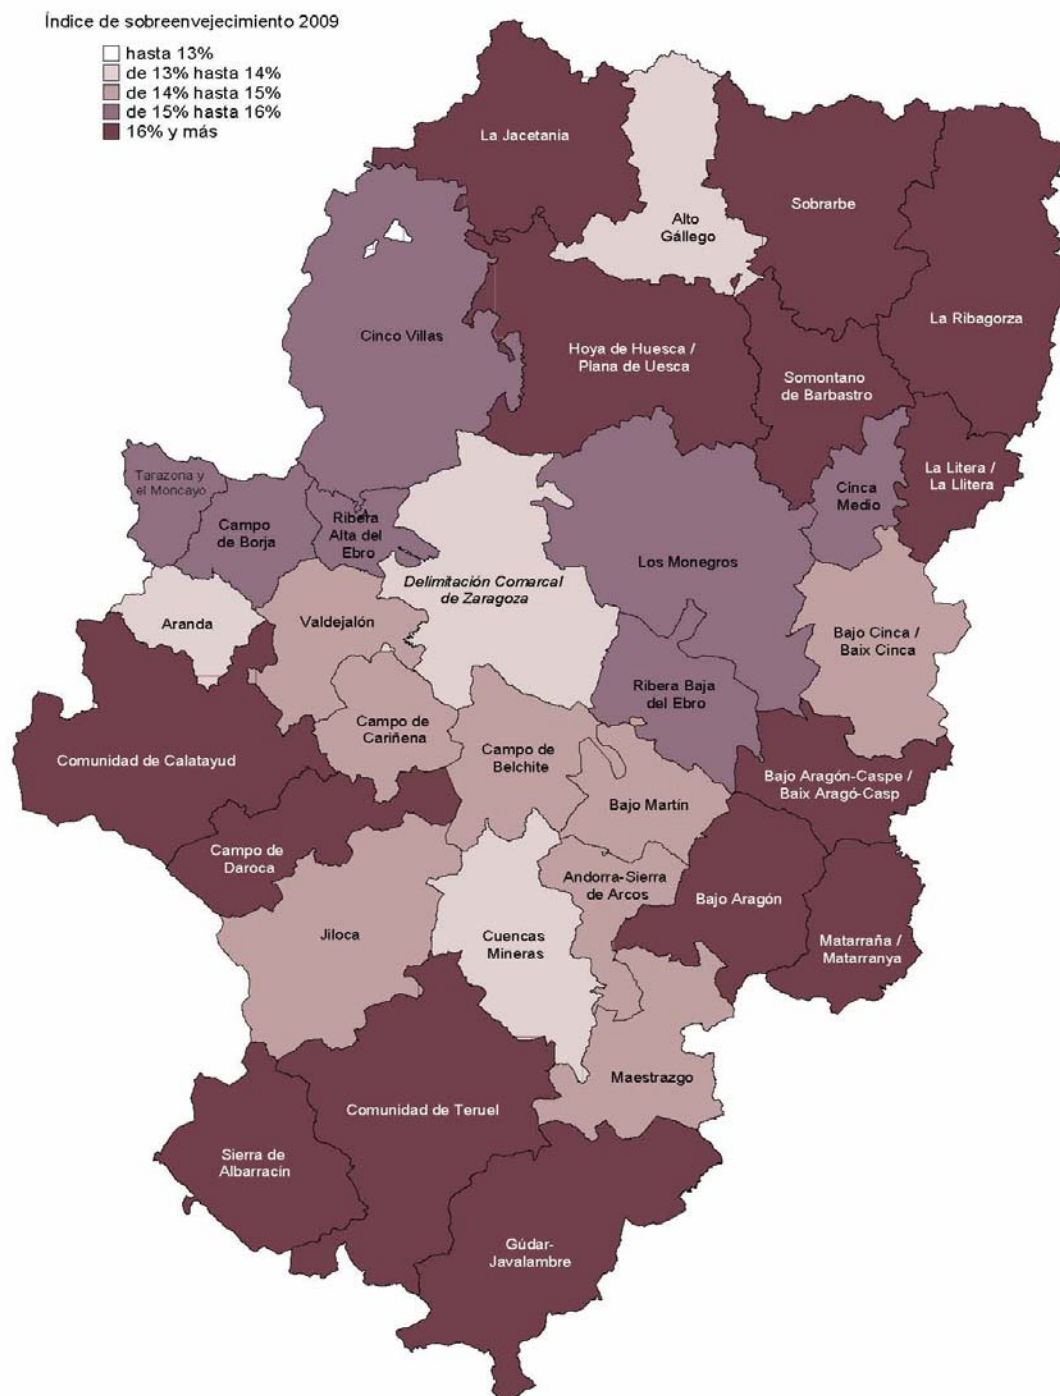 Índice de sobreenvejecimiento 2009
hasta 13%
de 13% hasta 14%
de 14% hasta 15%
de 15% hasta 16%
16% y más
La Jacetania
Alto
Gállego
Sobrarbe
La Ribagorza
Cinco Villas
Hoya de Huesca /
Plana de Uesca
Somontano
de Barbastro
La Litera /
La Llitera
Tarazona y
el Moncayo
Campo
de Borja
Ribera
Alta del
Ebro
Cinca
Medio
Los Monegros
Delimitación Comarcal
de Zaragoza
Aranda
Valdejalón
Bajo Cinca /
Baix Cinca
Ribera Baja
del Ebro
Campo de
Cariñena
Comunidad de Calatayud
Campo de
Belchite
Bajo Aragón-Caspe /
Baix Aragó-Casp
Bajo Martín
Campo de
Daroca
Andorra-Sierra
de Arcos
Bajo Aragón
Jiloca
Cuencas
Mineras
Matarraña /
Matarranya
Maestrazgo
Comunidad de Teruel
Sierra de
Albarracín
Gúdar-
Javalambre